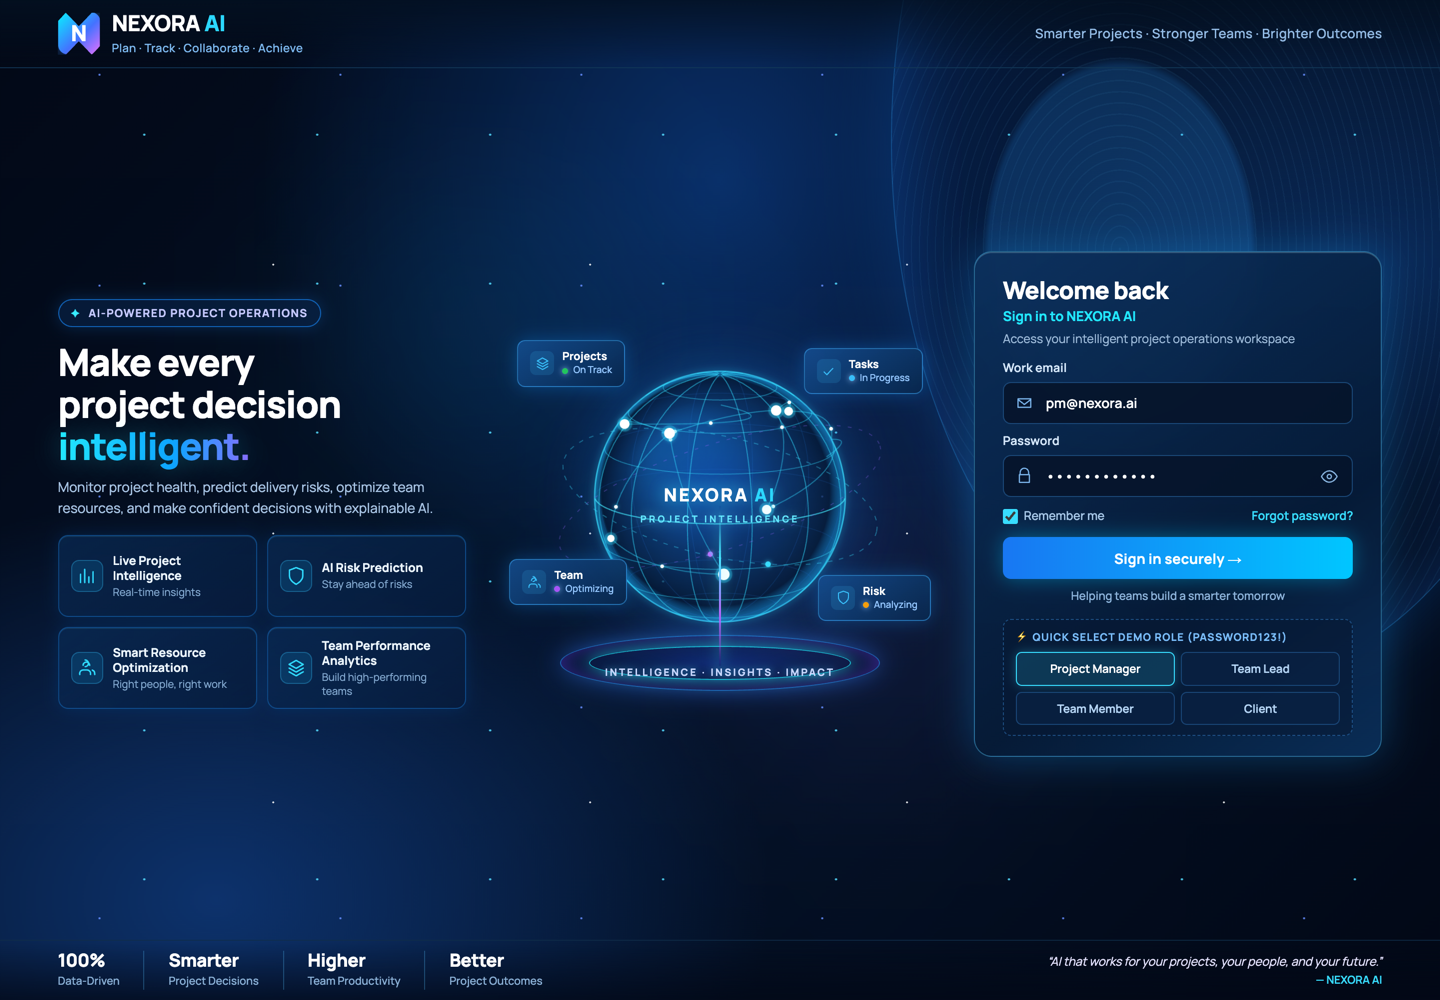 N
NEXORA AI
Plan · Track · Collaborate · Achieve
Smarter Projects · Stronger Teams · Brighter Outcomes
AI-POWERED PROJECT OPERATIONS
Make every
project decision
intelligent.
Monitor project health, predict delivery risks, optimize team
resources, and make confident decisions with explainable AI.
Live Project
Intelligence
Real-time insights
AI Risk Prediction
Stay ahead of risks
Smart Resource
Optimization
Right people, right work
Team Performance
Analytics
Build high-performing
teams
Projects
On Track
Tasks
In Progress
NEXORA AI
PROJECT INTELLIGENCE
Team
Optimizing
Risk
Analyzing
INTELLIGENCE · INSIGHTS · IMPACT
Welcome back
Sign in to NEXORA AI
Access your intelligent project operations workspace
Work email
pm@nexora.ai
Password
••••••••••••
Remember me
Forgot password?
Sign in securely →
Helping teams build a smarter tomorrow
⚡ QUICK SELECT DEMO ROLE (PASSWORD123!)
Project Manager
Team Lead
Team Member
Client
100%
Data-Driven
Smarter
Project Decisions
Higher
Team Productivity
Better
Project Outcomes
"AI that works for your projects, your people, and your future."
— NEXORA AI